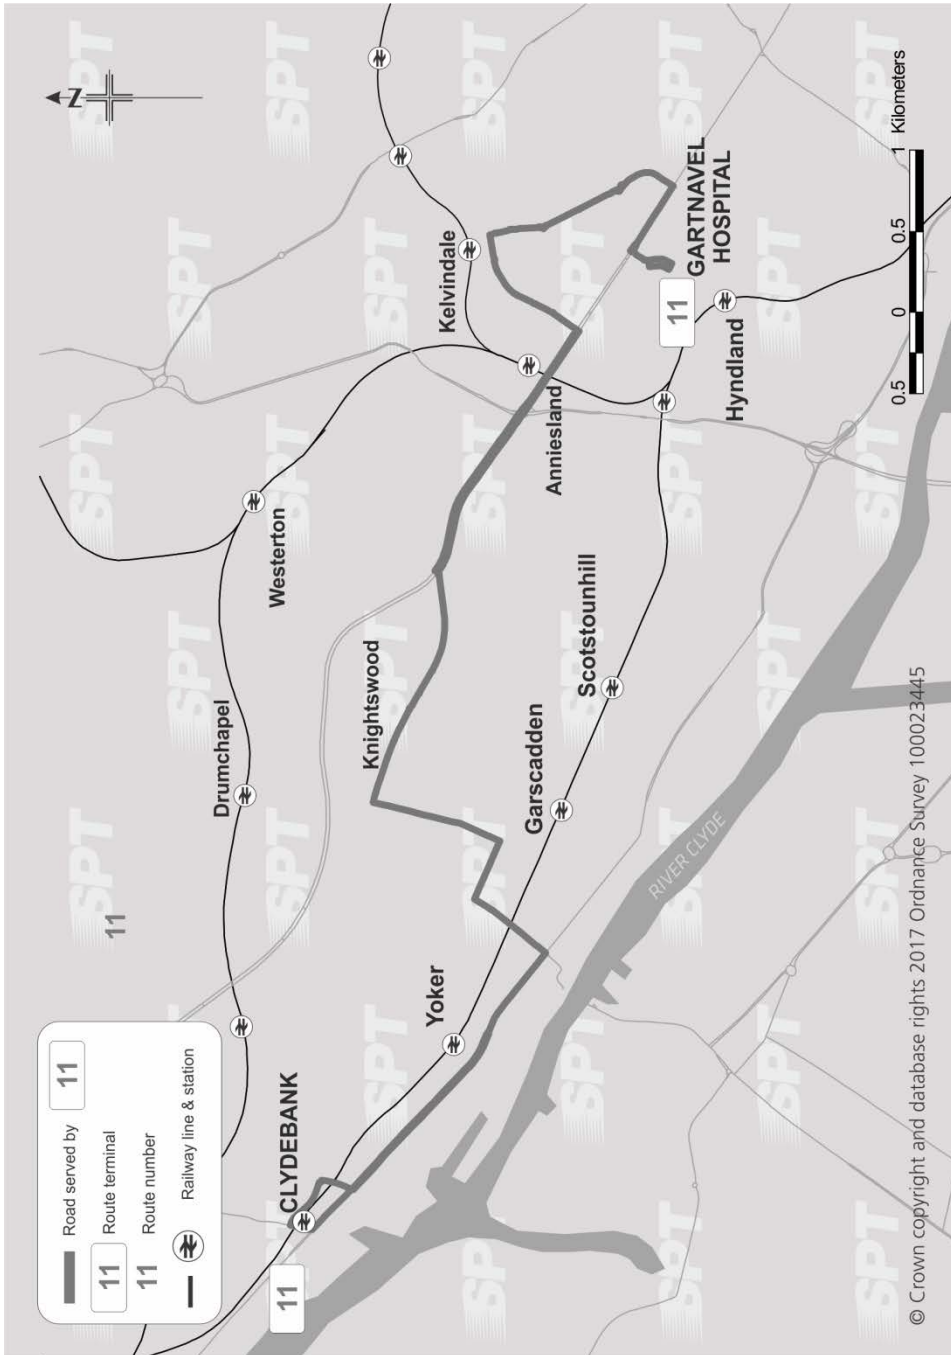 Road served by 11
11 Route terminal
11 Route number
Railway line & station
11
N
Drumchapel
Westerton
CLYDEBANK
11
Knightswood
Kelvindale
Yoker
Garscadden
Anniesland
Scotstounhill
11
GARTNAVEL
HOSPITAL
Hyndland
RIVER CLYDE
0.5 0 0.5 1
Kilometers
© Crown copyright and database rights 2017 Ordnance Survey 100023445
SPT